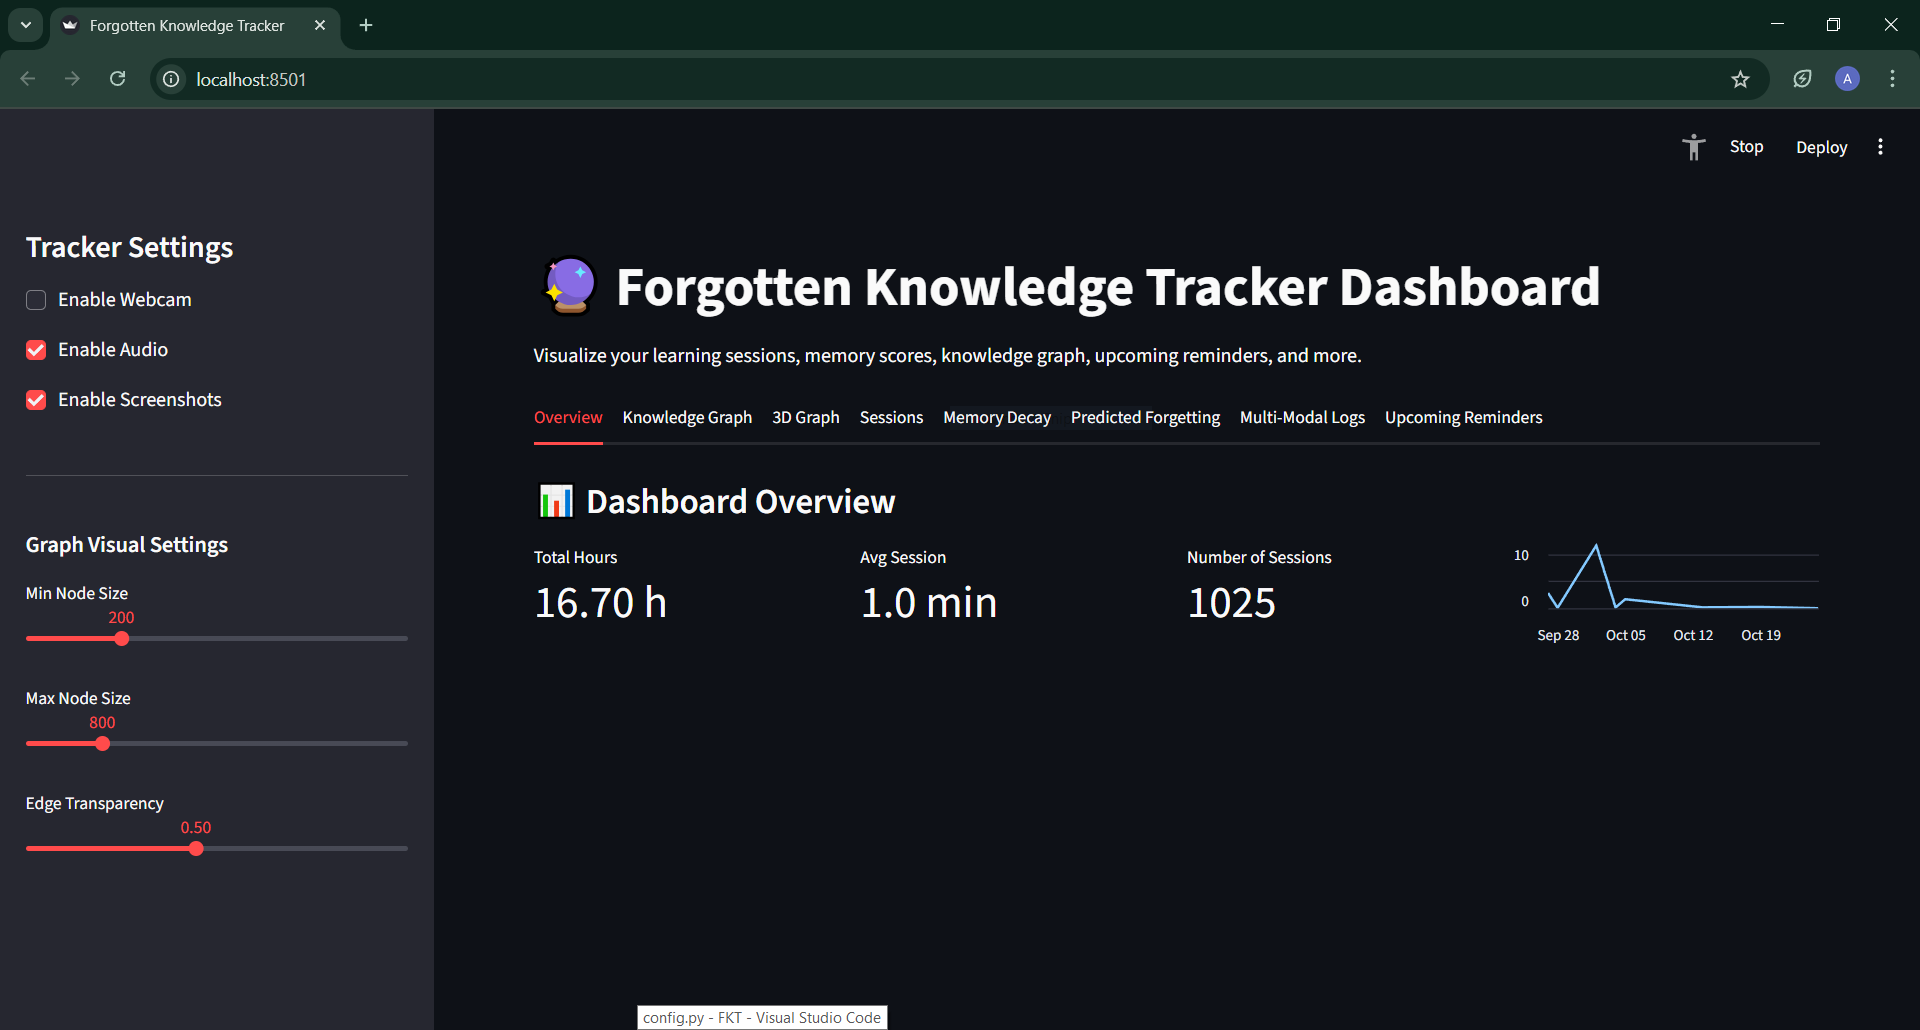 Forgotten Knowledge Tracker
localhost:8501
A
Stop
Deploy
Tracker Settings
Enable Webcam
Enable Audio
Enable Screenshots
Graph Visual Settings
Min Node Size
200
Max Node Size
800
Edge Transparency
0.50
Forgotten Knowledge Tracker Dashboard
Visualize your learning sessions, memory scores, knowledge graph, upcoming reminders, and more.
Overview Knowledge Graph 3D Graph Sessions Memory Decay Predicted Forgetting Multi-Modal Logs Upcoming Reminders
Dashboard Overview
Total Hours
16.70 h
Avg Session
1.0 min
Number of Sessions
1025
10
0
Sep 28 Oct 05 Oct 12 Oct 19
config.py - FKT - Visual Studio Code